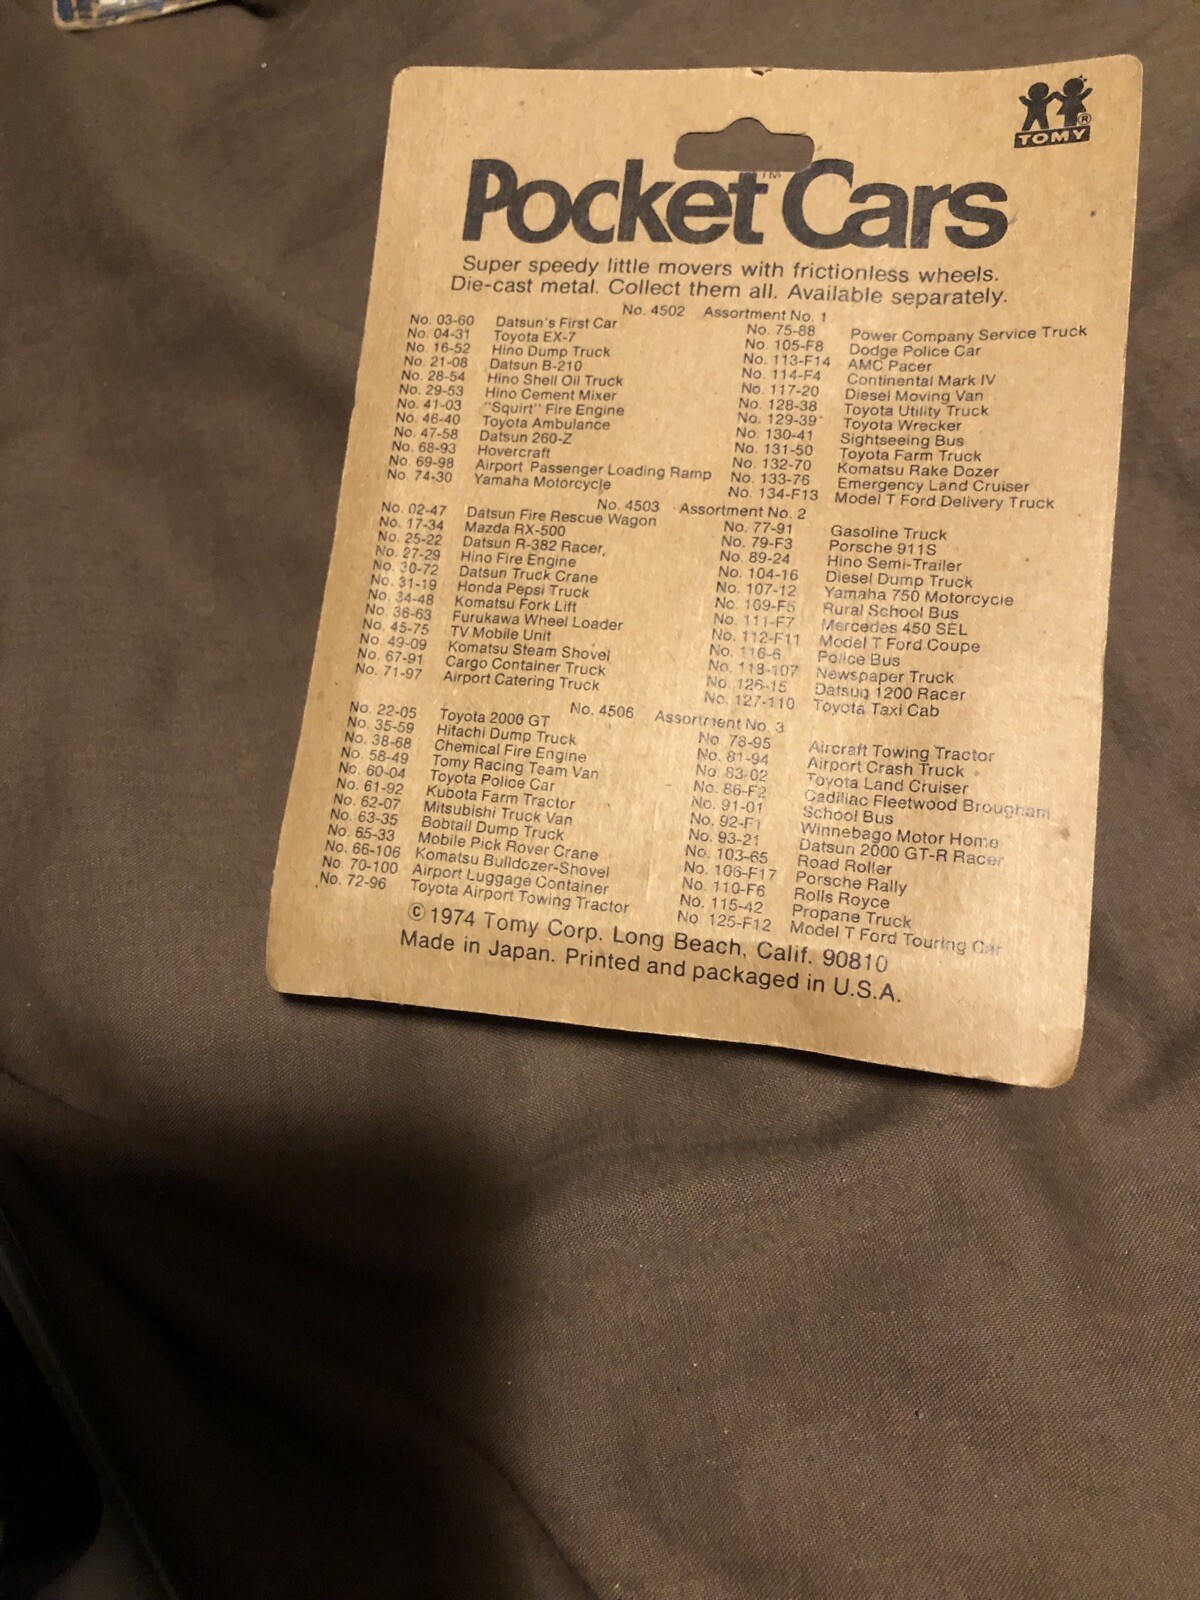 TOMY®
Pocket Cars™
Super speedy little movers with frictionless wheels.
Die-cast metal. Collect them all. Available separately.
No. 4502 Assortment No. 1
No. 03-60 Datsun's First Car
No. 04-31 Toyota EX-7
No. 16-52 Hino Dump Truck
No. 21-08 Datsun B-210
No. 28-54 Hino Shell Oil Truck
No. 29-53 Hino Cement Mixer
No. 41-03 "Squirt" Fire Engine
No. 46-40 Toyota Ambulance
No. 47-58 Datsun 260-Z
No. 68-93 Hovercraft
No. 69-98 Airport Passenger Loading Ramp
No. 74-30 Yamaha Motorcycle
No. 75-88 Power Company Service Truck
No. 105-F8 Dodge Police Car
No. 113-F14 AMC Pacer
No. 114-F4 Continental Mark IV
No. 117-20 Diesel Moving Van
No. 128-38 Toyota Utility Truck
No. 129-39 Toyota Wrecker
No. 130-41 Sightseeing Bus
No. 131-50 Toyota Farm Truck
No. 132-70 Komatsu Rake Dozer
No. 133-76 Emergency Land Cruiser
No. 134-F13 Model T Ford Delivery Truck
No. 4503 Assortment No. 2
No. 02-47 Datsun Fire Rescue Wagon
No. 17-34 Mazda RX-500
No. 25-22 Datsun R-382 Racer
No. 27-29 Hino Fire Engine
No. 30-72 Datsun Truck Crane
No. 31-19 Honda Pepsi Truck
No. 34-48 Komatsu Fork Lift
No. 36-63 Furukawa Wheel Loader
No. 45-75 TV Mobile Unit
No. 49-09 Komatsu Steam Shovel
No. 67-91 Cargo Container Truck
No. 71-97 Airport Catering Truck
No. 77-91 Gasoline Truck
No. 79-F3 Porsche 911S
No. 89-24 Hino Semi-Trailer
No. 104-16 Diesel Dump Truck
No. 107-12 Yamaha 750 Motorcycle
No. 109-F5 Rural School Bus
No. 111-F7 Mercedes 450 SEL
No. 112-F11 Model T Ford Coupe
No. 116-6 Police Bus
No. 118-107 Newspaper Truck
No. 126-15 Datsun 1200 Racer
No. 127-110 Toyota Taxi Cab
No. 4506 Assortment No. 3
No. 22-05 Toyota 2000 GT
No. 35-59 Hitachi Dump Truck
No. 38-68 Chemical Fire Engine
No. 58-49 Tomy Racing Team Van
No. 60-04 Toyota Police Car
No. 61-92 Kubota Farm Tractor
No. 62-07 Mitsubishi Truck Van
No. 63-35 Bobtail Dump Truck
No. 65-33 Mobile Pick Rover Crane
No. 66-106 Komatsu Bulldozer-Shovel
No. 70-100 Airport Luggage Container
No. 72-96 Toyota Airport Towing Tractor
No. 78-95 Aircraft Towing Tractor
No. 81-94 Airport Crash Truck
No. 83-02 Toyota Land Cruiser
No. 86-F2 Cadillac Fleetwood Brougham
No. 91-01 School Bus
No. 92-F1 Winnebago Motor Home
No. 93-21 Datsun 2000 GT-R Racer
No. 103-65 Road Roller
No. 106-F17 Porsche Rally
No. 110-F6 Rolls Royce
No. 115-42 Propane Truck
No. 125-F12 Model T Ford Touring Car
© 1974 Tomy Corp. Long Beach, Calif. 90810
Made in Japan. Printed and packaged in U.S.A.